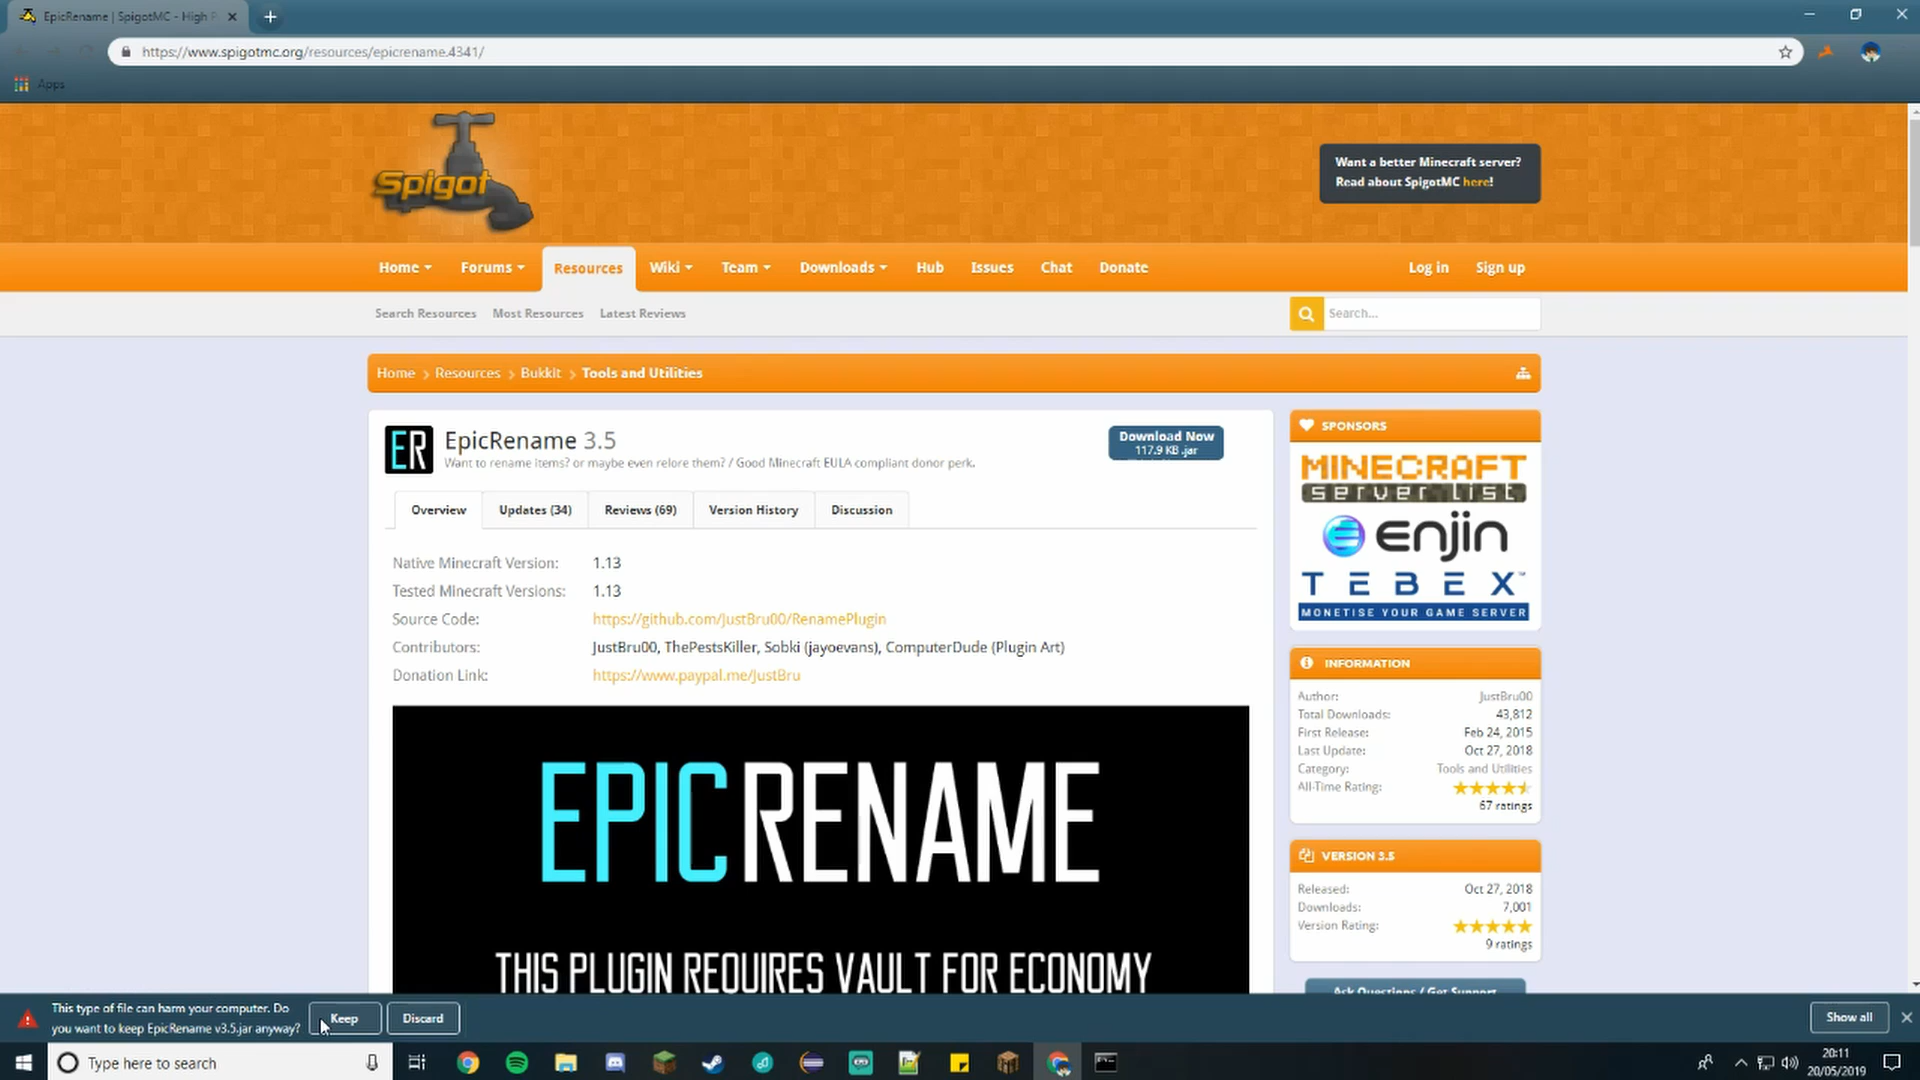 EpicRename | SpigotMC - High P
https://www.spigotmc.org/resources/epicrename.4341/
Apps
Spigot
Want a better Minecraft server?
Read about SpigotMC here!
Home
Forums
Resources
Wiki
Team
Downloads
Hub
Issues
Chat
Donate
Log in
Sign up
Search Resources
Most Resources
Latest Reviews
Search...
Home
Resources
Bukkit
Tools and Utilities
ER
EpicRename 3.5
Want to rename items? or maybe even relore them? / Good Minecraft EULA compliant donor perk.
Download Now
117.9 KB .jar
Overview
Updates (34)
Reviews (69)
Version History
Discussion
Native Minecraft Version: 1.13
Tested Minecraft Versions: 1.13
Source Code: https://github.com/JustBru00/RenamePlugin
Contributors: JustBru00, ThePestsKiller, Sobki (jayoevans), ComputerDude (Plugin Art)
Donation Link: https://www.paypal.me/JustBru
EPICRENAME
THIS PLUGIN REQUIRES VAULT FOR ECONOMY
SPONSORS
MINECRAFT
server list
enjin
TEBEX
MONETISE YOUR GAME SERVER
INFORMATION
Author: JustBru00
Total Downloads: 43,812
First Release: Feb 24, 2015
Last Update: Oct 27, 2018
Category: Tools and Utilities
All-Time Rating:
67 ratings
VERSION 3.5
Released: Oct 27, 2018
Downloads: 7,001
Version Rating:
9 ratings
Ask Questions / Get Support
This type of file can harm your computer. Do
you want to keep EpicRename v3.5.jar anyway?
Keep
Discard
Show all
Type here to search
20:11
20/05/2019